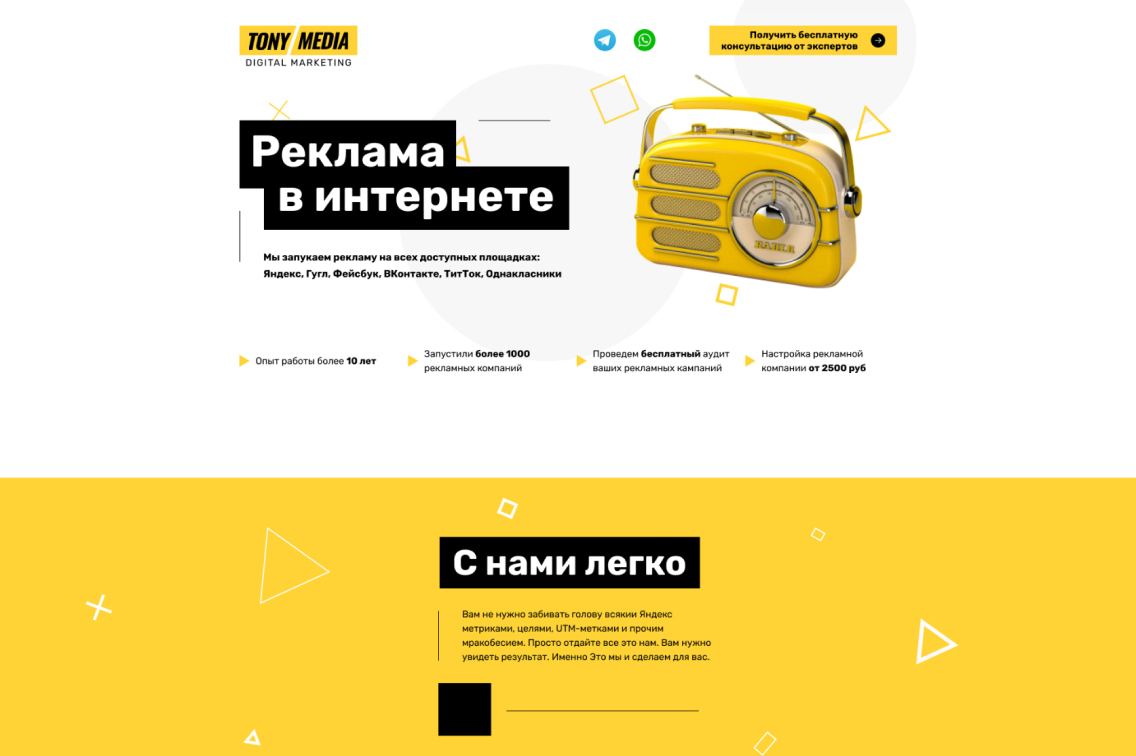 TONY MEDIA
DIGITAL MARKETING
Получить бесплатную
консультацию от экспертов
Реклама
в интернете
Мы запукаем рекламу на всех доступных площадках:
Яндекс, Гугл, Фейсбук, ВКонтакте, ТитТок, Однакласники
Опыт работы более 10 лет
Запустили более 1000
рекламных компаний
Проведем бесплатный аудит
ваших рекламных кампаний
Настройка рекламной
компании от 2500 руб
С нами легко
Вам не нужно забивать голову всякии Яндекс
метриками, целями, UTM-метками и прочим
мракобесием. Просто отдайте все это нам. Вам нужно
увидеть результат. Именно Это мы и сделаем для вас.